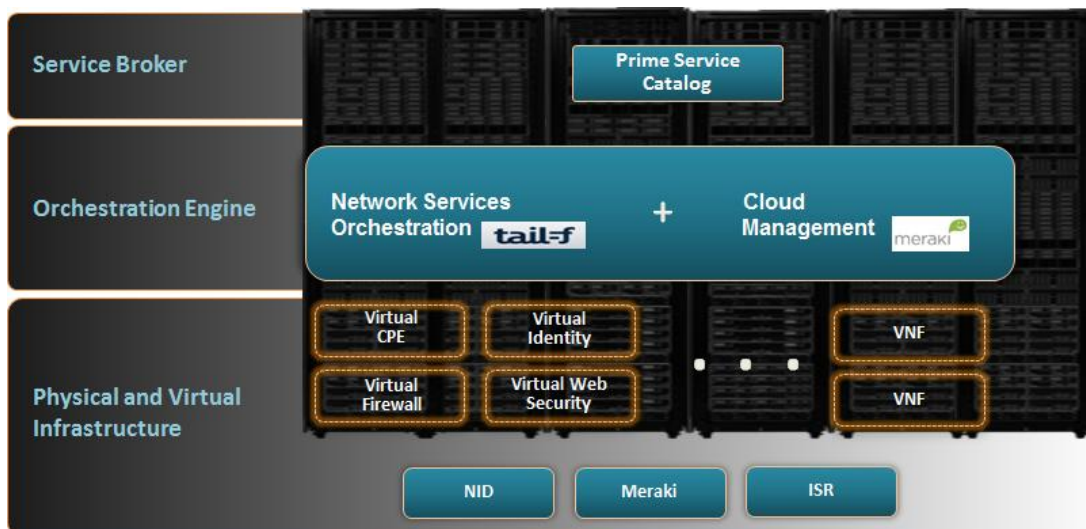 Service Broker
Prime Service
Catalog
Orchestration Engine
Network Services
Orchestration tail-f
+
Cloud
Management meraki
Physical and Virtual
Infrastructure
Virtual
CPE
Virtual
Identity
VNF
Virtual
Firewall
Virtual Web
Security
. . .
VNF
NID
Meraki
ISR